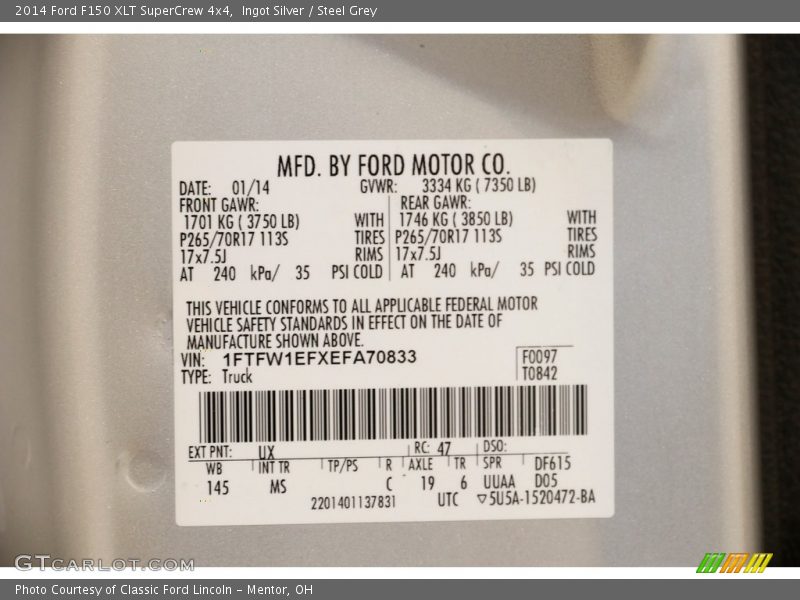 2014 Ford F150 XLT SuperCrew 4x4, Ingot Silver / Steel Grey
MFD. BY FORD MOTOR CO.
DATE: 01/14 GVWR: 3334 KG ( 7350 LB)
FRONT GAWR: REAR GAWR:
1701 KG ( 3750 LB) WITH 1746 KG ( 3850 LB) WITH
P265/70R17 113S TIRES P265/70R17 113S TIRES
17x7.5J RIMS 17x7.5J RIMS
AT 240 kPa/ 35 PSI COLD AT 240 kPa/ 35 PSI COLD
THIS VEHICLE CONFORMS TO ALL APPLICABLE FEDERAL MOTOR
VEHICLE SAFETY STANDARDS IN EFFECT ON THE DATE OF
MANUFACTURE SHOWN ABOVE.
VIN: 1FTFW1EFXEFA70833 F0097
TYPE: Truck T0842
EXT PNT: UX RC: 47 DSO:
WB INT TR TP/PS R AXLE TR SPR DF615
145 MS C 19 6 UUAA D05
2201401137831 UTC ▽5U5A-1520472-BA
GTCARLOT.COM
Photo Courtesy of Classic Ford Lincoln - Mentor, OH